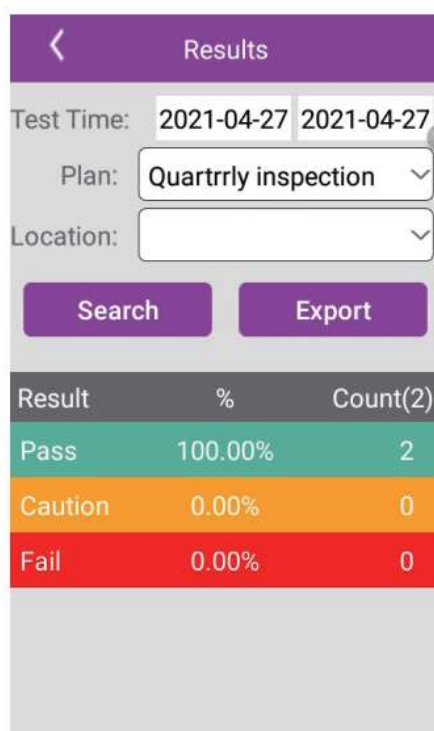 Results
Test Time: 2021-04-27 2021-04-27
Plan: Quartrrly inspection
Location:
Search Export
Result % Count(2)
Pass 100.00% 2
Caution 0.00% 0
Fail 0.00% 0